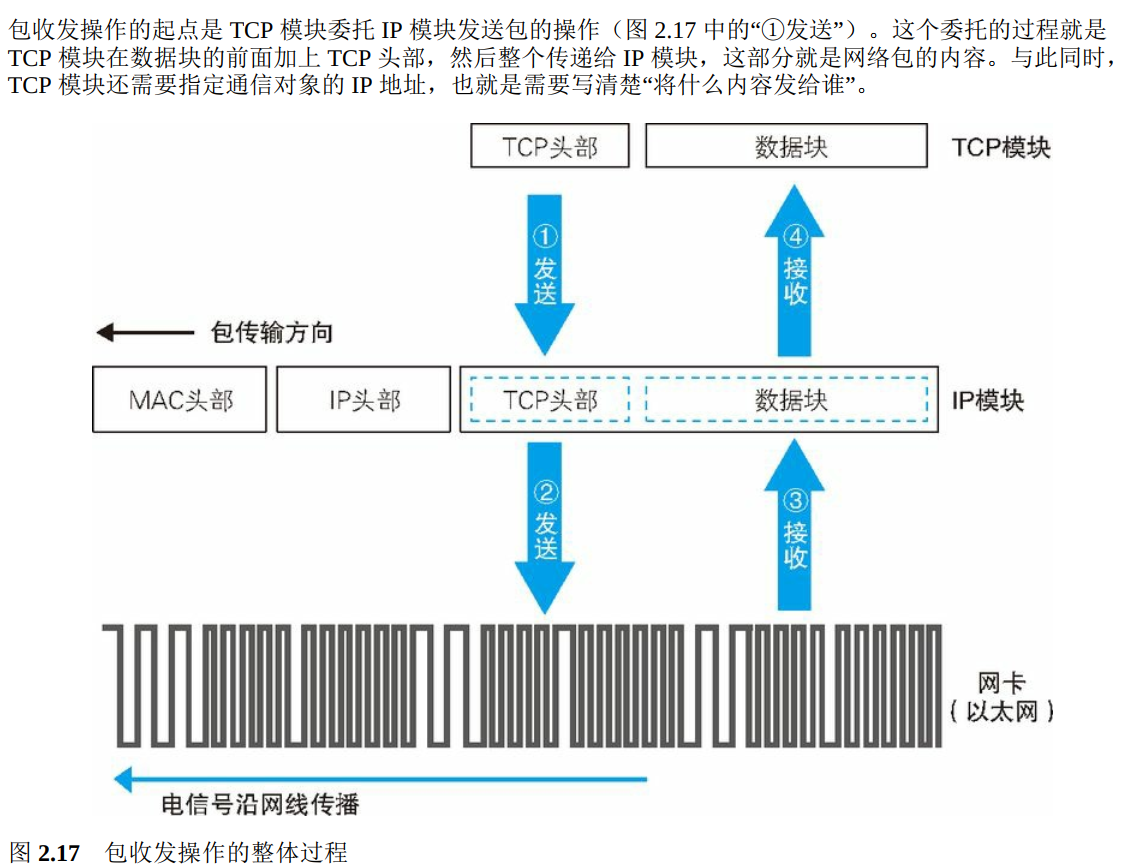 包收发操作的起点是 TCP 模块委托 IP 模块发送包的操作（图 2.17 中的“①发送”）。这个委托的过程就是
TCP 模块在数据块的前面加上 TCP 头部，然后整个传递给 IP 模块，这部分就是网络包的内容。与此同时，
TCP 模块还需要指定通信对象的 IP 地址，也就是需要写清楚“将什么内容发给谁”。
TCP头部 数据块 TCP模块
①发送 ④接收
包传输方向
MAC头部 IP头部 TCP头部 数据块 IP模块
②发送 ③接收
网卡
（以太网）
电信号沿网线传播
图 2.17 包收发操作的整体过程